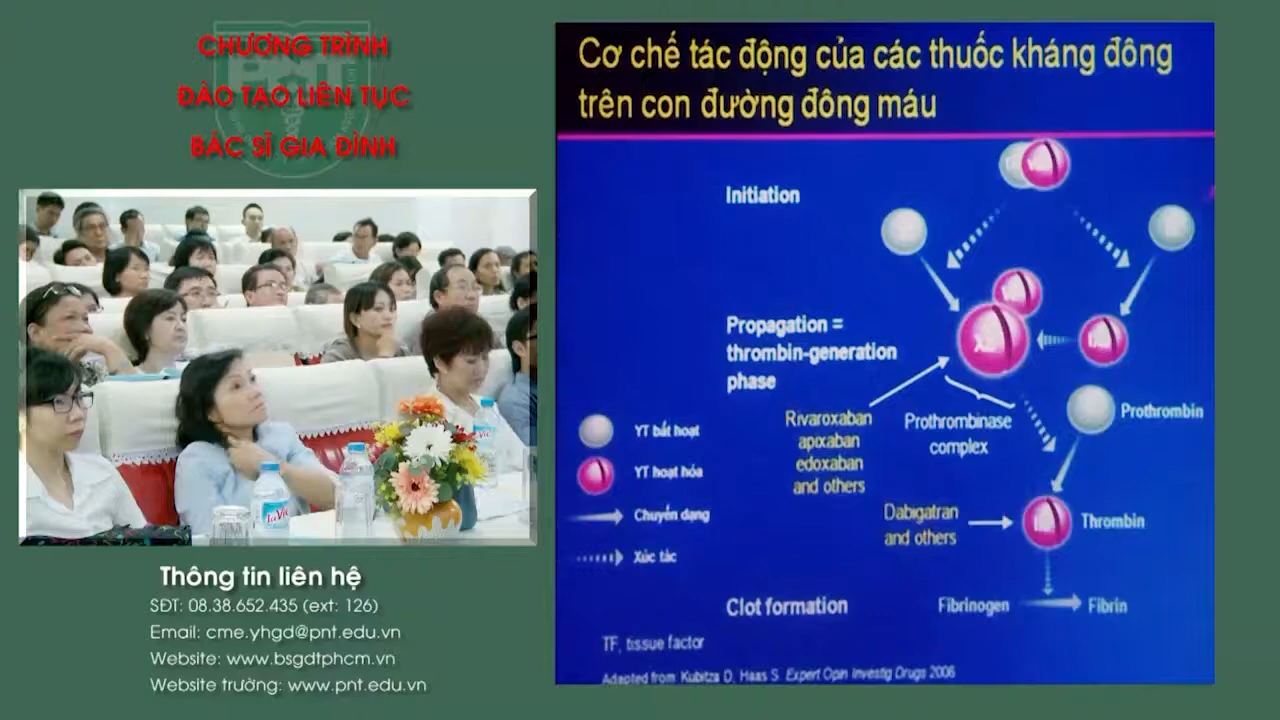 CHƯƠNG TRÌNH
ĐÀO TẠO LIÊN TỤC
BÁC SĨ GIA ĐÌNH
PNT
Thông tin liên hệ
SĐT: 08.38.652.435 (ext: 126)
Email: cme.yhgd@pnt.edu.vn
Website: www.bsgdtphcm.vn
Website trường: www.pnt.edu.vn
Cơ chế tác động của các thuốc kháng đông
trên con đường đông máu
Initiation
Propagation =
thrombin-generation
phase
Rivaroxaban
apixaban
edoxaban
and others
Prothrombinase
complex
Prothrombin
YT bất hoạt
YT hoạt hóa
Chuyển dạng
Xúc tác
Dabigatran
and others
Thrombin
Clot formation
Fibrinogen
Fibrin
TF, tissue factor
Adapted from Kubitza D, Haas S. Expert Opin Investig Drugs 2006
LaVie